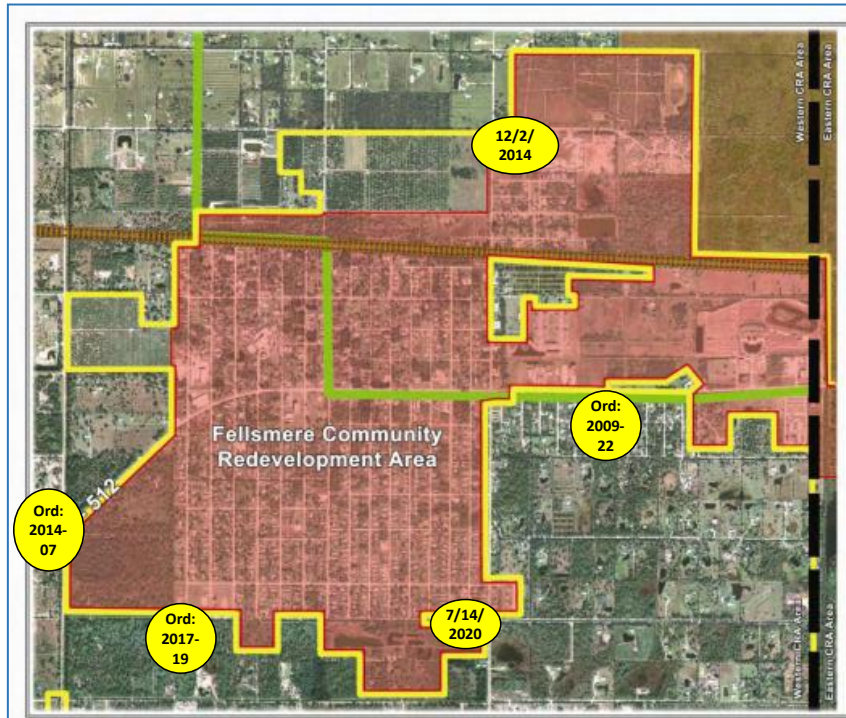 Western CRA Area
Eastern CRA Area
12/2/
2014
Ord:
2009-
22
Fellsmere Community
Redevelopment Area
512
Ord:
2014-
07
Ord:
2017-
19
7/14/
2020
Western CRA Area
Eastern CRA Area